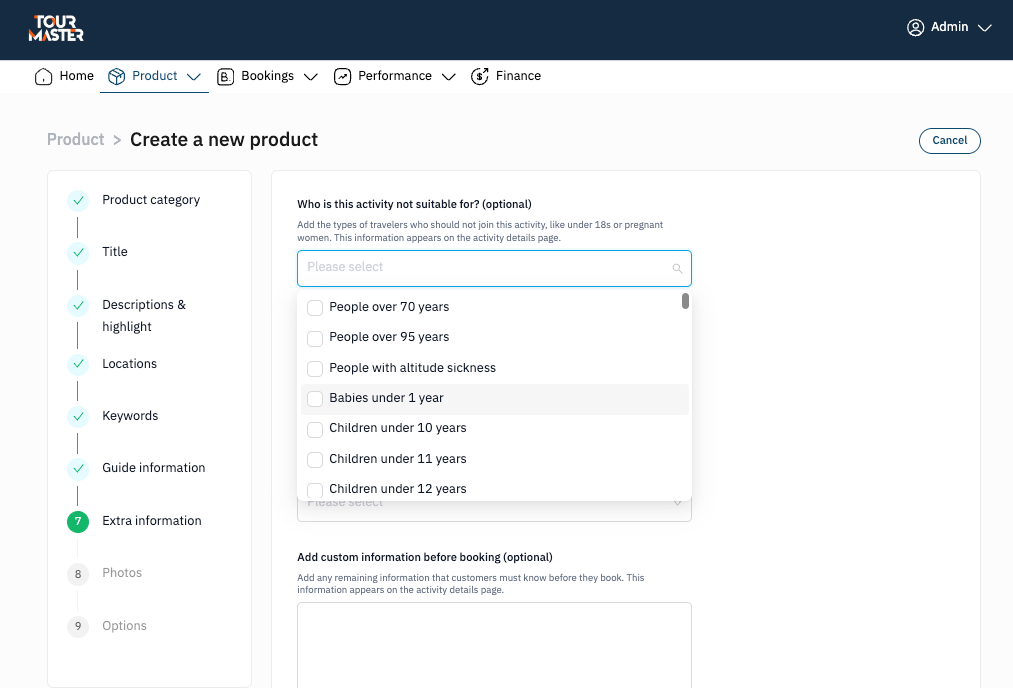 TOUR
MASTER
Admin
Home
Product
B.
Bookings
Performance
$
Finance
Product > Create a new product
Cancel
Product category
Title
Descriptions &
highlight
Locations
Keywords
Guide information
7
Extra information
8
Photos
9
Options
Who is this activity not suitable for? (optional)
Add the types of travelers who should not join this activity, like under 18s or pregnant
women. This information appears on the activity details page.
Please select
People over 70 years
People over 95 years
People with altitude sickness
Babies under 1 year
Children under 10 years
Children under 11 years
Children under 12 years
Please select
Add custom information before booking (optional)
Add any remaining information that customers must know before they book. This
information appears on the activity details page.